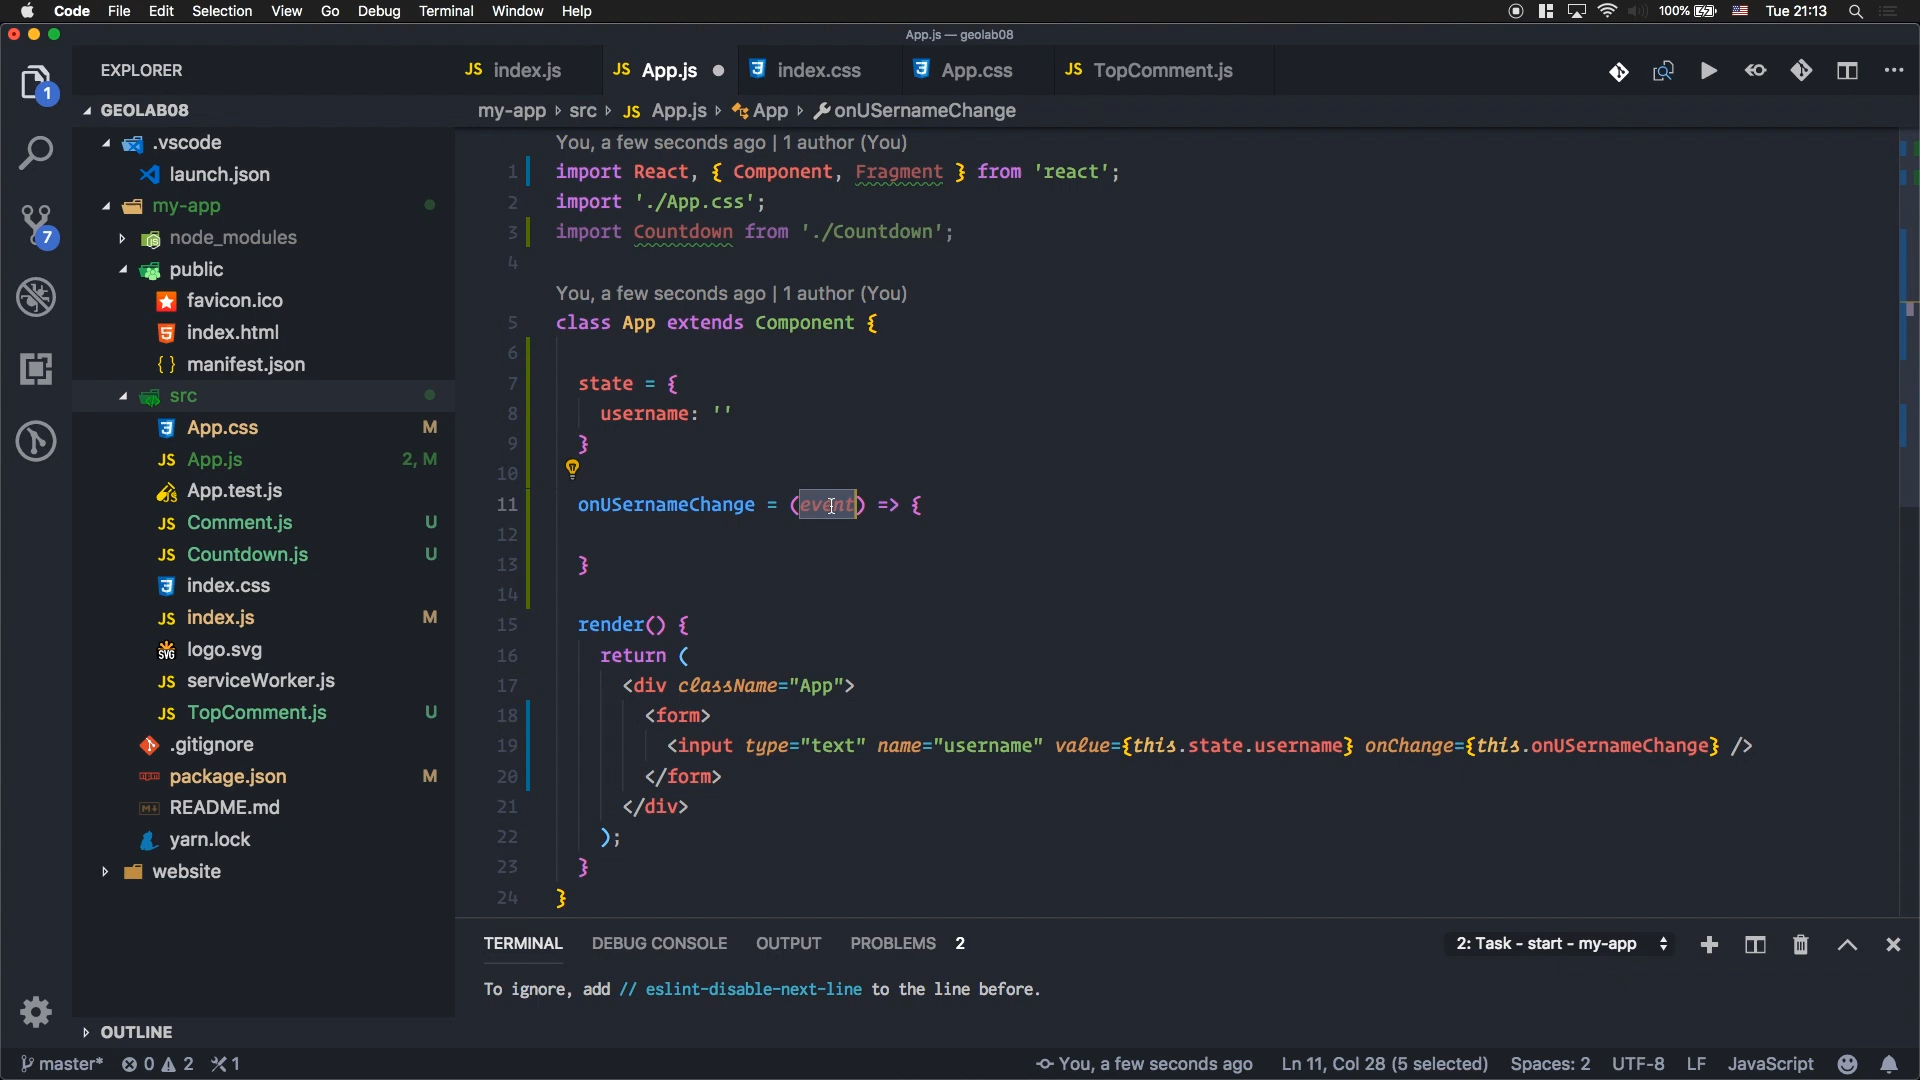 Code File Edit Selection View Go Debug Terminal Window Help 100% Tue 21:13
App.js — geolab08
EXPLORER
JS index.js JS App.js index.css App.css JS TopComment.js
1
GEOLAB08
my-app src JS App.js App onUSernameChange
.vscode
launch.json
my-app
node_modules
public
favicon.ico
index.html
manifest.json
src
App.css M
JS App.js 2, M
App.test.js
JS Comment.js U
JS Countdown.js U
index.css
JS index.js M
logo.svg
JS serviceWorker.js
JS TopComment.js U
.gitignore
package.json M
README.md
yarn.lock
website
OUTLINE
7
You, a few seconds ago | 1 author (You)
1 import React, { Component, Fragment } from 'react';
2 import './App.css';
3 import Countdown from './Countdown';
4
You, a few seconds ago | 1 author (You)
5 class App extends Component {
6
7 state = {
8 username: ''
9 }
10
11 onUSernameChange = (event) => {
12
13 }
14
15 render() {
16 return (
17 <div className="App">
18 <form>
19 <input type="text" name="username" value={this.state.username} onChange={this.onUSernameChange} />
20 </form>
21 </div>
22 );
23 }
24 }
TERMINAL DEBUG CONSOLE OUTPUT PROBLEMS 2 2: Task - start - my-app
To ignore, add // eslint-disable-next-line to the line before.
master* 0 2 1 You, a few seconds ago Ln 11, Col 28 (5 selected) Spaces: 2 UTF-8 LF JavaScript